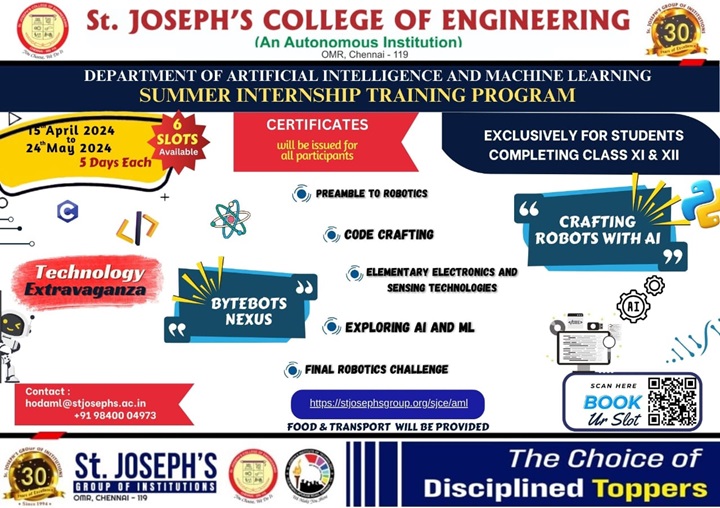 St. JOSEPH'S COLLEGE OF ENGINEERING
(An Autonomous Institution)
OMR, Chennai - 119
30
DEPARTMENT OF ARTIFICIAL INTELLIGENCE AND MACHINE LEARNING
SUMMER INTERNSHIP TRAINING PROGRAM
15 April 2024
to
24th May 2024
5 Days Each
6
SLOTS
Available
CERTIFICATES
will be issued for
all participants
EXCLUSIVELY FOR STUDENTS
COMPLETING CLASS XI & XII
PREAMBLE TO ROBOTICS
CODE CRAFTING
ELEMENTARY ELECTRONICS AND
SENSING TECHNOLOGIES
EXPLORING AI AND ML
FINAL ROBOTICS CHALLENGE
C
</>
Technology
Extravaganza
“ BYTEBOTS
NEXUS ”
“ CRAFTING
ROBOTS WITH AI ”
AI
Contact :
hodaml@stjosephs.ac.in
+91 98400 04973
https://stjosephsgroup.org/sjce/aml
FOOD & TRANSPORT WILL BE PROVIDED
SCAN HERE
BOOK
Ur Slot
30
Since 1994
St. JOSEPH'S
GROUP OF INSTITUTIONS
OMR, CHENNAI - 119
The Choice of
Disciplined Toppers